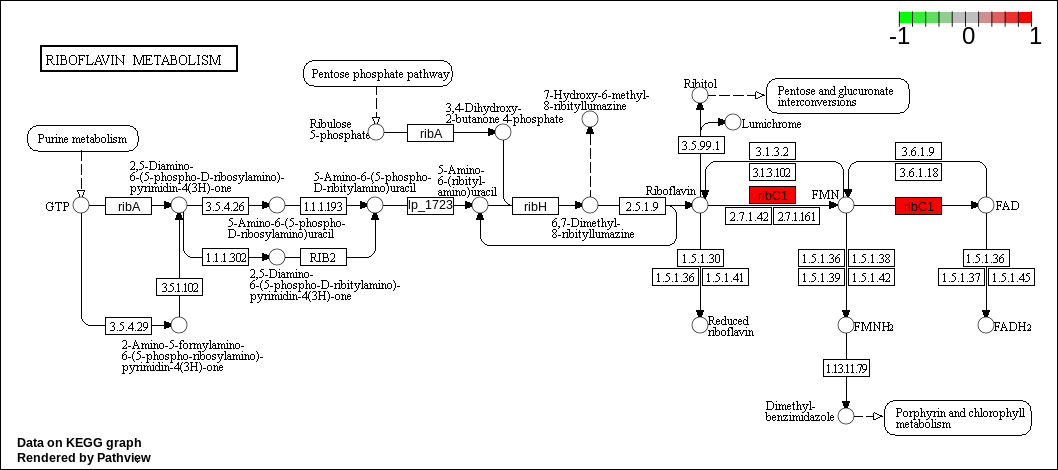 -1 0 1
RIBOFLAVIN METABOLISM
Pentose phosphate pathway
Ribitol
Pentose and glucuronate
interconversions
7-Hydroxy-6-methyl-
8-ribityllumazine
3,4-Dihydroxy-
2-butanone 4-phosphate
Ribulose
5-phosphate
ribA
Lumichrome
Purine metabolism
3.5.99.1
3.1.3.2
3.1.3.102
3.6.1.9
3.6.1.18
2,5-Diamino-
6-(5-phospho-D-ribosylamino)-
pyrimidin-4(3H)-one
5-Amino-6-(5-phospho-
D-ribitylamino)uracil
5-Amino-
6-(ribityl-
amino)uracil
Riboflavin
ribC1
FMN
GTP
ribA
3.5.4.26
1.1.1.193
lp_1723
ribH
2.5.1.9
ribC1
FAD
2.7.1.42
2.7.1.161
5-Amino-6-(5-phospho-
D-ribosylamino)uracil
6,7-Dimethyl-
8-ribityllumazine
1.1.1.302
RIB2
2,5-Diamino-
6-(5-phospho-D-ribitylamino)-
pyrimidin-4(3H)-one
1.5.1.30
1.5.1.36
1.5.1.41
1.5.1.36
1.5.1.38
1.5.1.39
1.5.1.42
1.5.1.36
1.5.1.37
1.5.1.45
3.5.1.102
3.5.4.29
2-Amino-5-formylamino-
6-(5-phospho-ribosylamino)-
pyrimidin-4(3H)-one
Reduced
riboflavin
FMNH2
FADH2
1.13.11.79
Dimethyl-
benzimidazole
Porphyrin and chlorophyll
metabolism
Data on KEGG graph
Rendered by Pathview